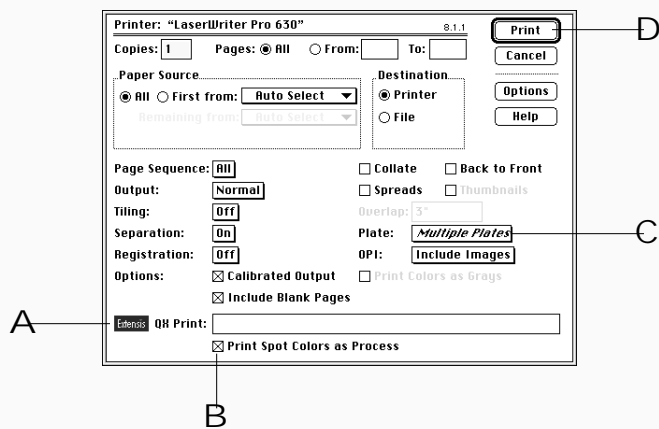 Printer: “LaserWriter Pro 630” 8.1.1 Print D
Copies: 1 Pages: All From: To: Cancel
Paper Source Destination
All First from: Auto Select Printer Options
Remaining from: Auto Select File Help
Page Sequence: All Collate Back to Front
Output: Normal Spreads Thumbnails
Tiling: Off Overlap: 3"
Separation: On Plate: Multiple Plates C
Registration: Off OPI: Include Images
Options: Calibrated Output Print Colors as Grays
Include Blank Pages
A Extensis QX Print:
Print Spot Colors as Process
B